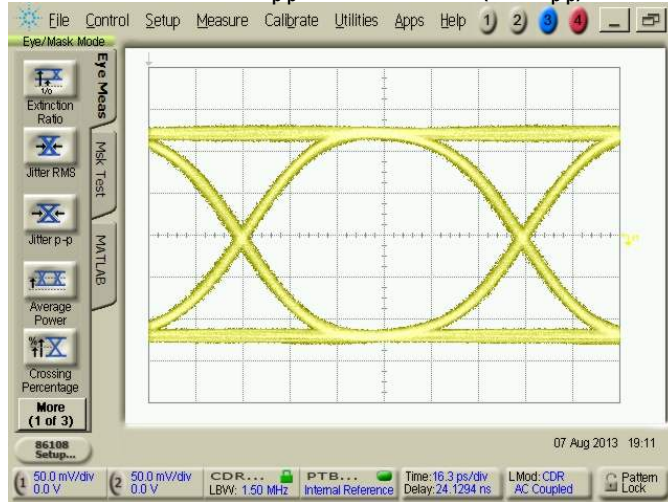 File Control Setup Measure Calibrate Utilities Apps Help 1 2 3 4
Eye/Mask Mode
Eye Meas
Msk Test
MATLAB
Extinction
Ratio
Jitter RMS
Jitter p-p
Average
Power
Crossing
Percentage
More
(1 of 3)
86108
Setup...
07 Aug 2013 19:11
1 50.0 mV/div
0.0 V
2 50.0 mV/div
0.0 V
CDR...
LBW: 1.50 MHz
PTB...
Internal Reference
Time:16.3 ps/div
Delay:24.1294 ns
LMod: CDR
AC Coupled
Pattern
Lock